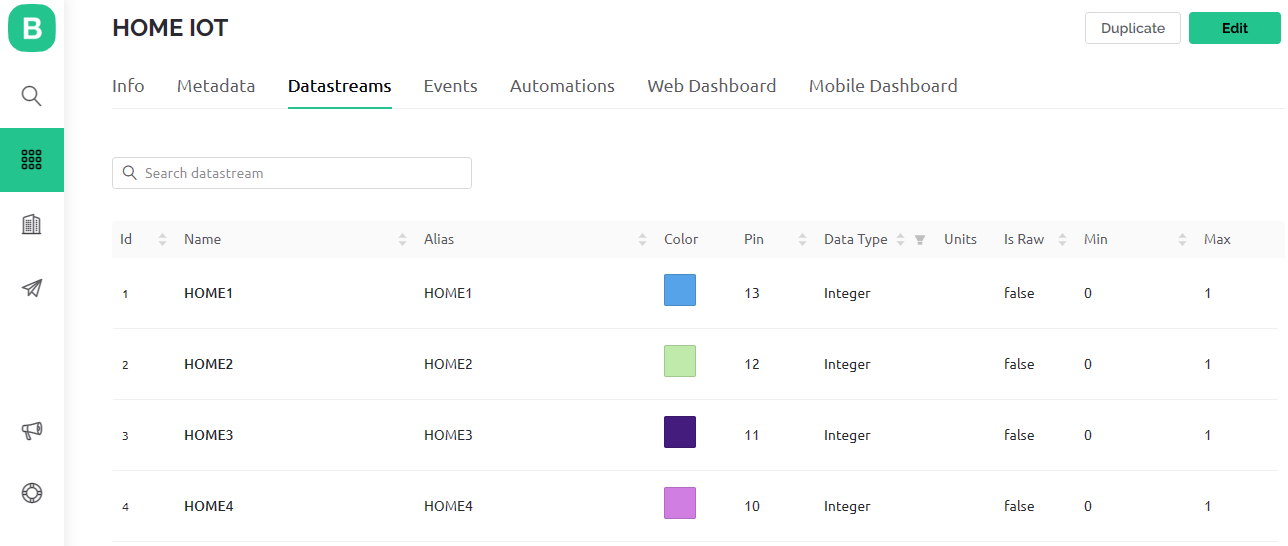 B
HOME IOT
Duplicate
Edit
Info Metadata Datastreams Events Automations Web Dashboard Mobile Dashboard
Search datastream
Id Name Alias Color Pin Data Type Units Is Raw Min Max
1 HOME1 HOME1 13 Integer false 0 1
2 HOME2 HOME2 12 Integer false 0 1
3 HOME3 HOME3 11 Integer false 0 1
4 HOME4 HOME4 10 Integer false 0 1